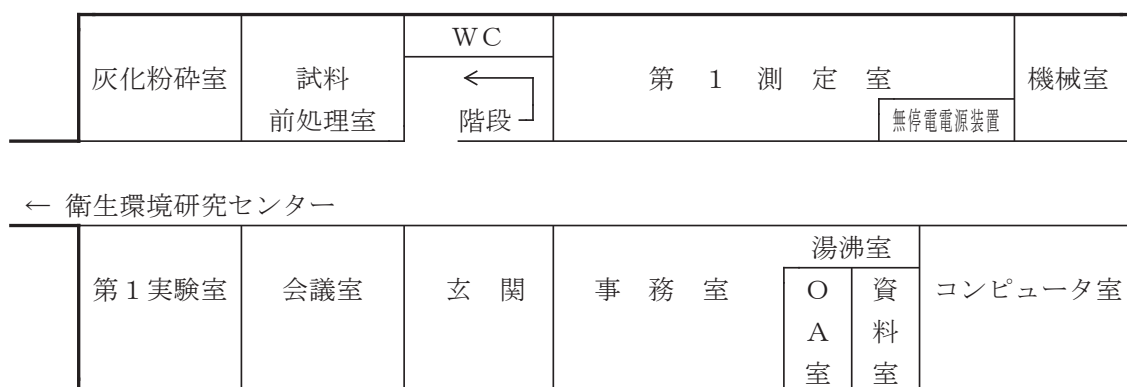 WC
灰化粉砕室
試料
前処理室
階段
第1測定室
無停電電源装置
機械室
← 衛生環境研究センター
第1実験室
会議室
玄関
事務室
湯沸室
OA室
資料室
コンピュータ室